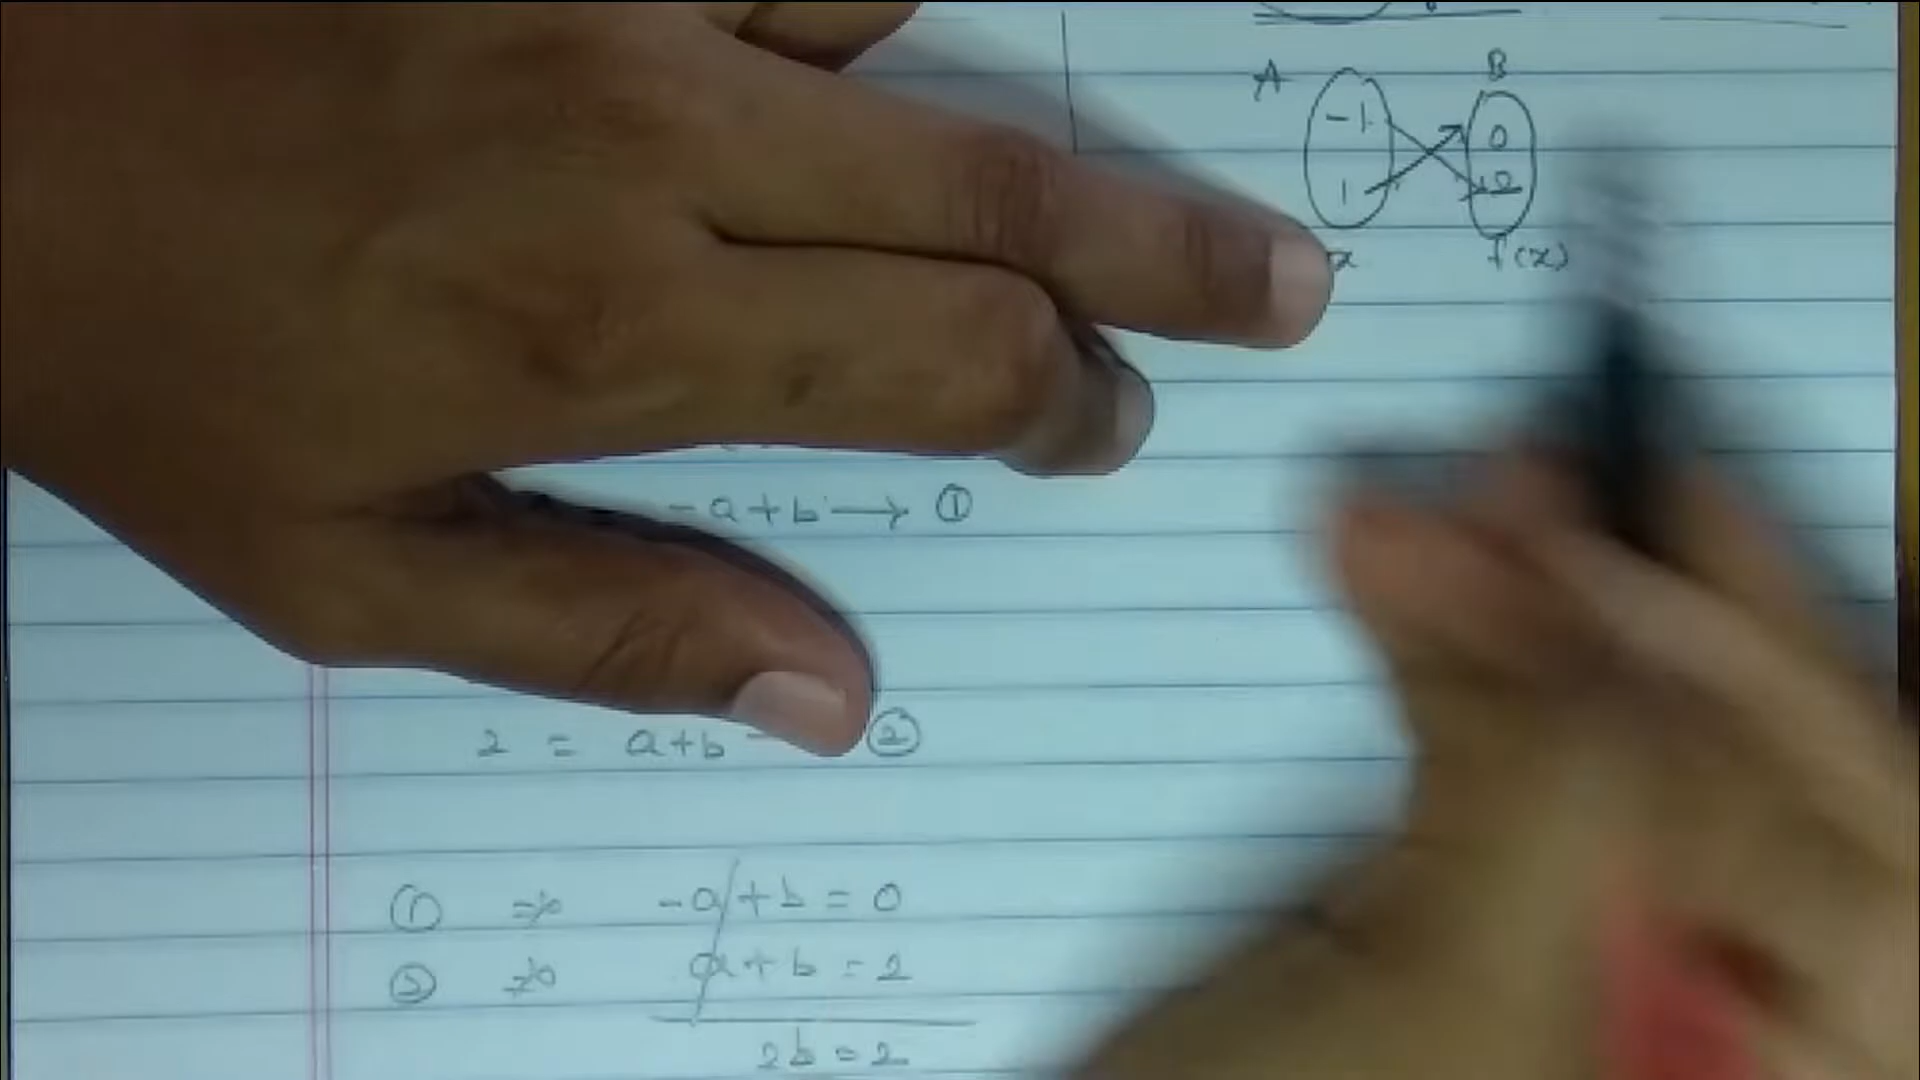 A B
-1 0
1 2
x f(x)
-a+b → ①
2 = a+b ②
① ⇒ -a+b = 0
② ⇒ a+b = 2
2b = 2